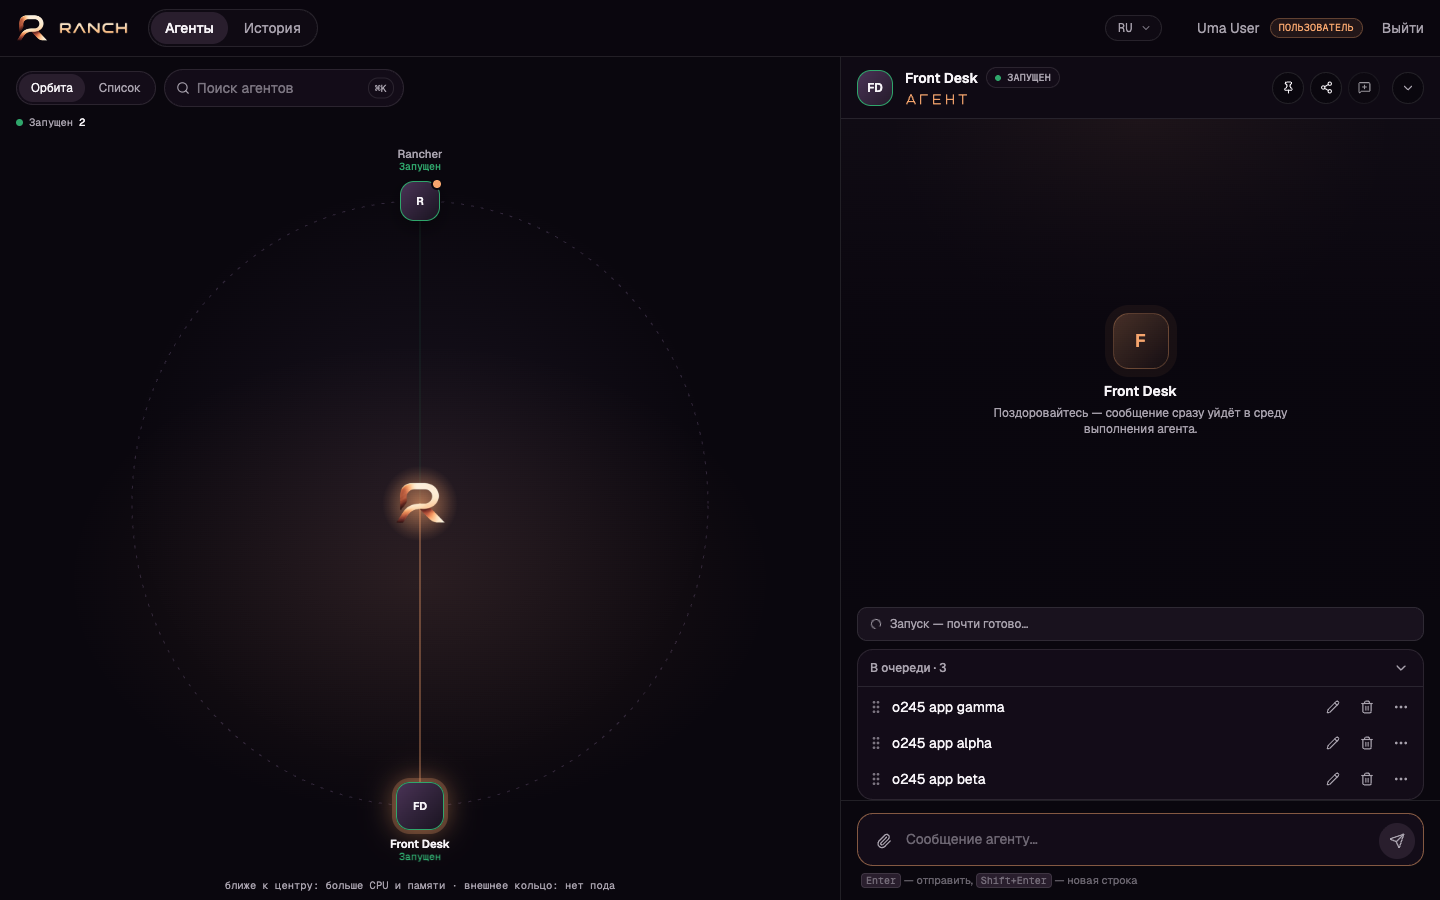 RANCH
Агенты
История
RU
Uma User
ПОЛЬЗОВАТЕЛЬ
Выйти
Орбита
Список
Поиск агентов
⌘K
Запущен 2
Rancher
Запущен
R
FD
Front Desk
Запущен
ближе к центру: больше CPU и памяти · внешнее кольцо: нет пода
FD
Front Desk
ЗАПУЩЕН
АГЕНТ
F
Front Desk
Поздоровайтесь — сообщение сразу уйдёт в среду
выполнения агента.
Запуск — почти готово…
В очереди · 3
o245 app gamma
o245 app alpha
o245 app beta
Сообщение агенту…
Enter — отправить, Shift+Enter — новая строка